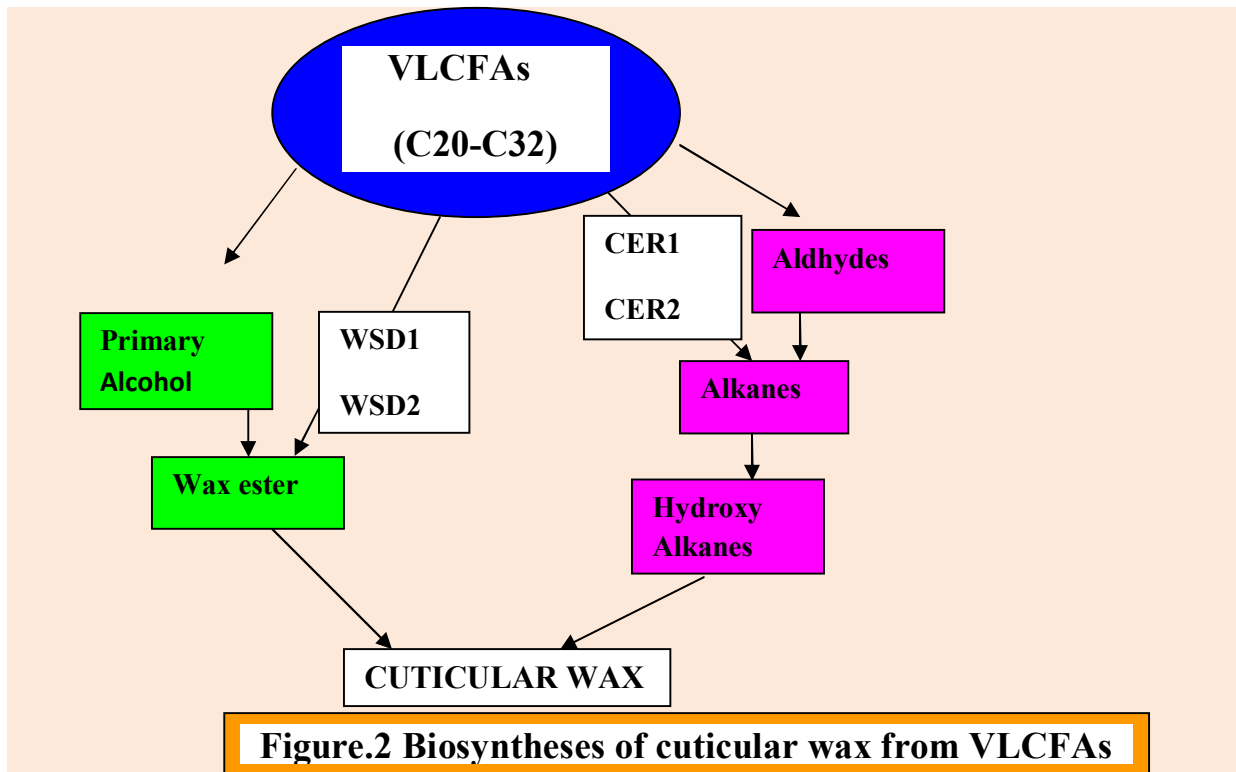 VLCFAs
(C20-C32)
CER1
CER2
Aldhydes
Primary
Alcohol
WSD1
WSD2
Alkanes
Wax ester
Hydroxy
Alkanes
CUTICULAR WAX
Figure.2 Biosyntheses of cuticular wax from VLCFAs